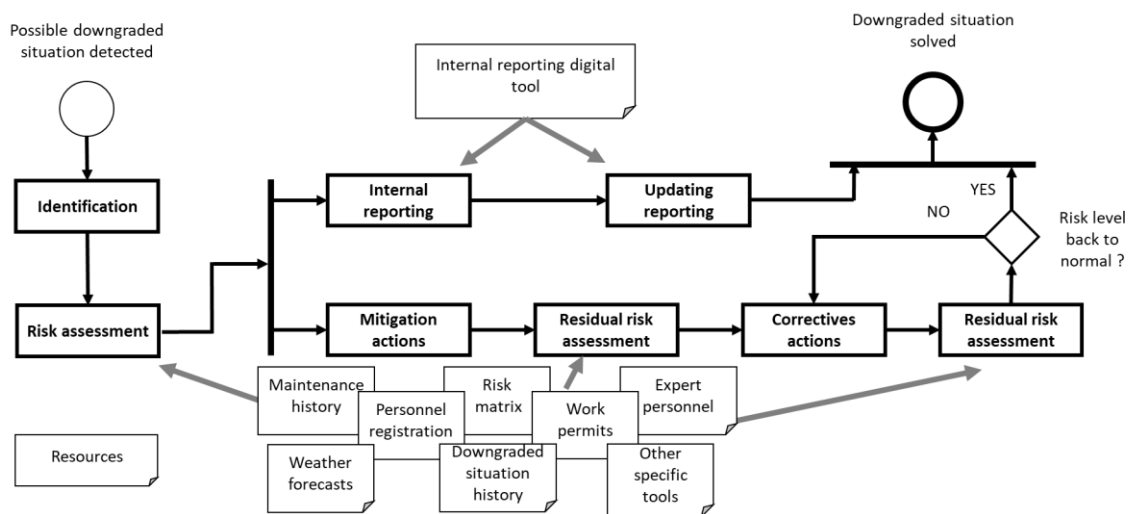 Possible downgraded
situation detected
Downgraded situation
solved
Internal reporting digital
tool
Identification
Internal
reporting
Updating
reporting
YES
NO
Risk level
back to
normal ?
Risk assessment
Mitigation
actions
Residual risk
assessment
Correctives
actions
Residual risk
assessment
Maintenance
history
Risk
matrix
Expert
personnel
Personnel
registration
Work
permits
Resources
Weather
forecasts
Downgraded
situation
history
Other
specific
tools